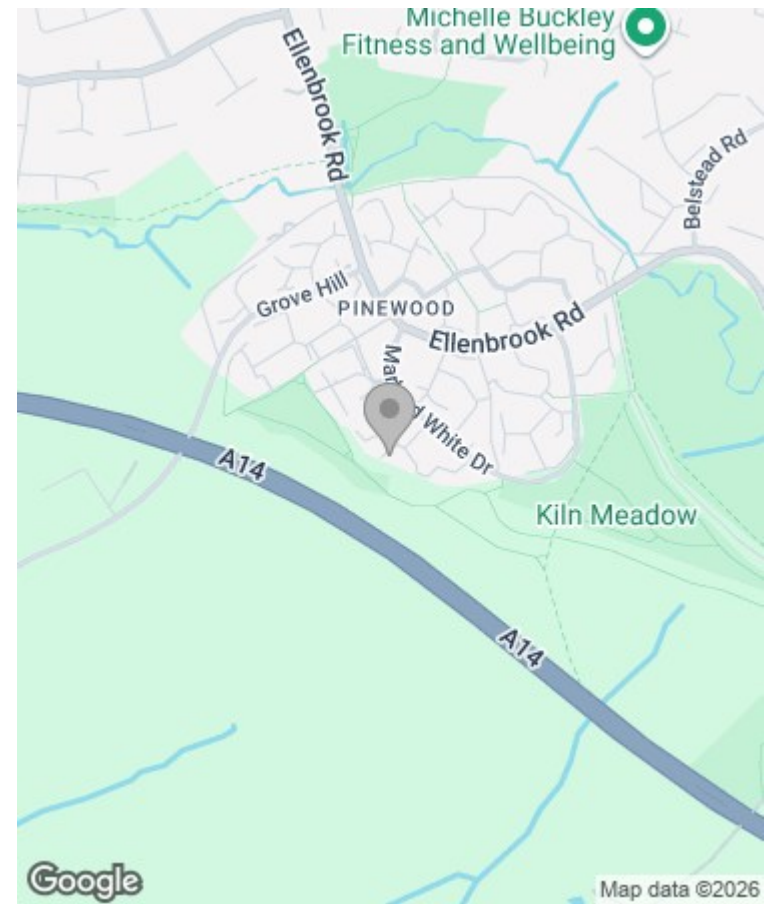 Michelle Buckley
Fitness and Wellbeing
Ellenbrook Rd
Belstead Rd
Grove Hill
PINEWOOD
Ellenbrook Rd
White Dr
A14
Kiln Meadow
A14
Google
Map data ©2026